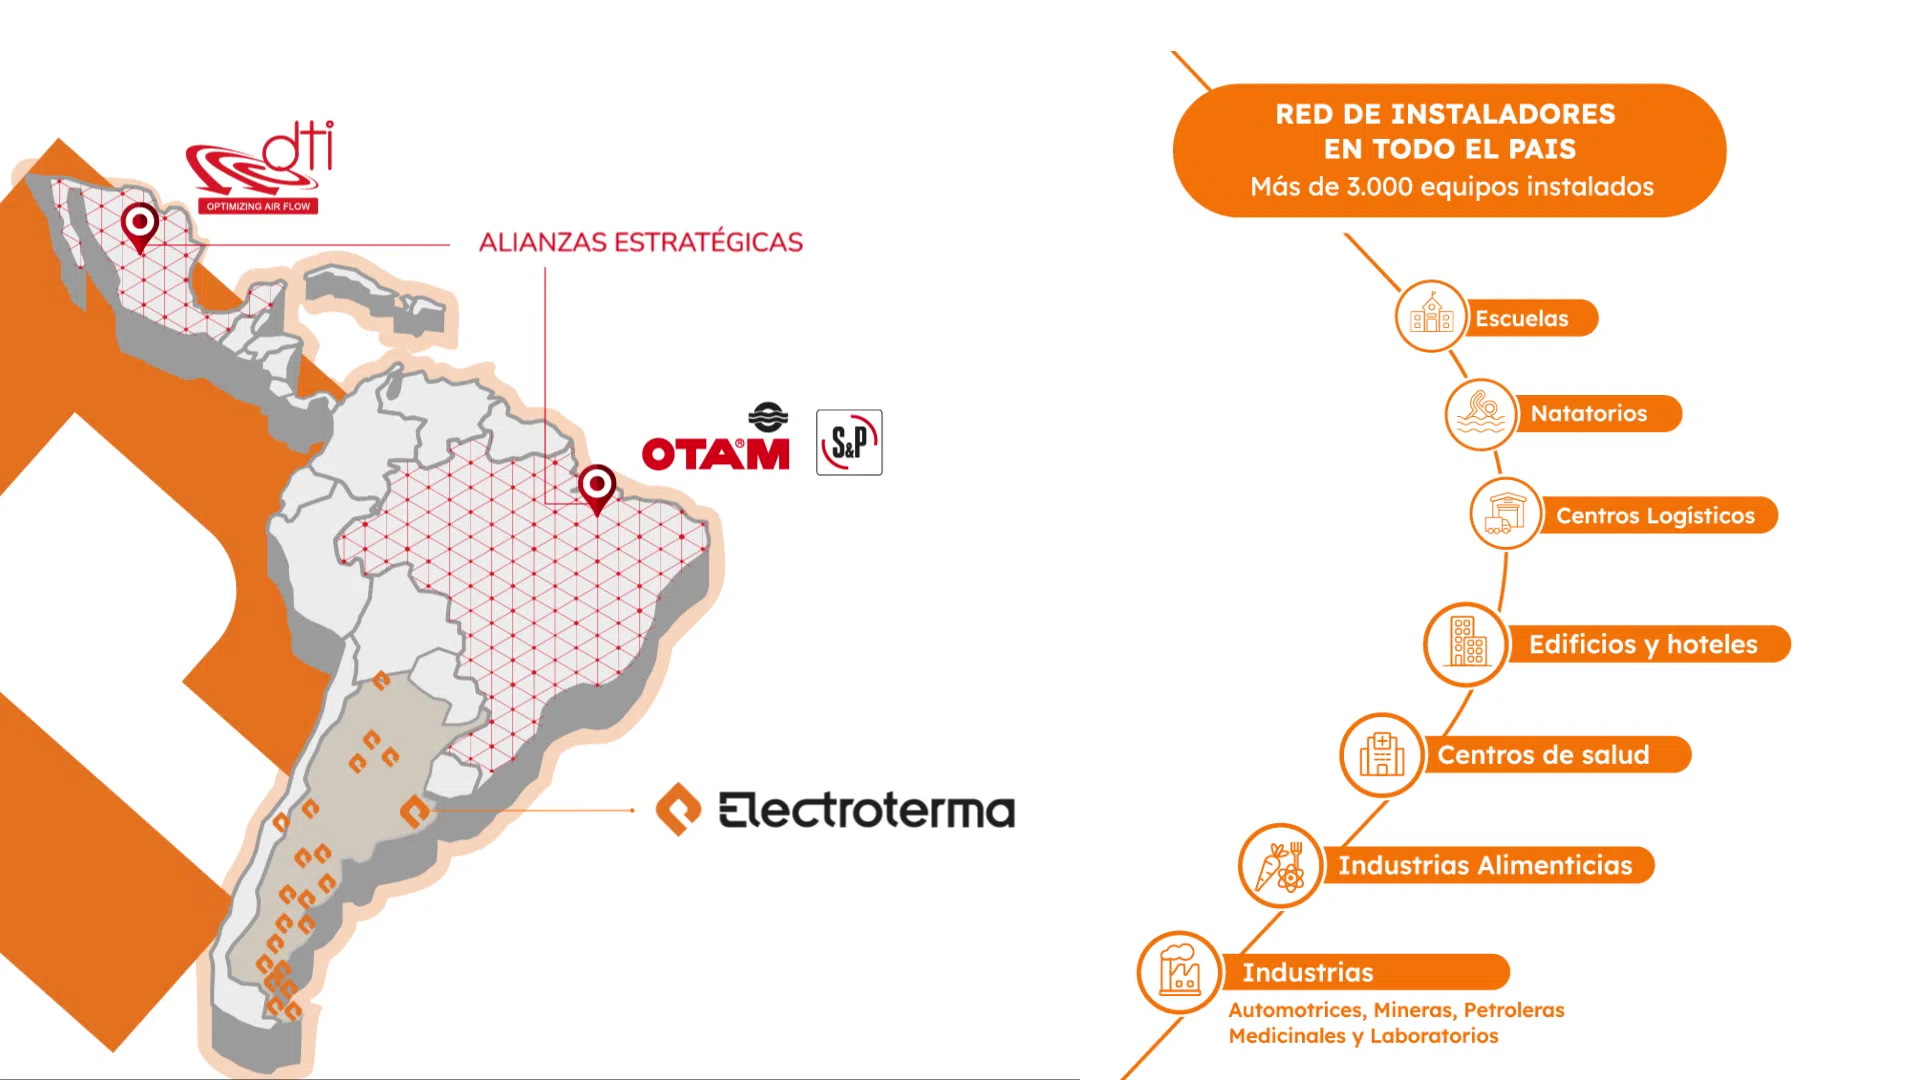 dti
OPTIMIZING AIR FLOW
ALIANZAS ESTRATÉGICAS
OTAM®
S&P
Electroterma
RED DE INSTALADORES
EN TODO EL PAIS
Más de 3.000 equipos instalados
Escuelas
Natatorios
Centros Logísticos
Edificios y hoteles
Centros de salud
Industrias Alimenticias
Industrias
Automotrices, Mineras, Petroleras
Medicinales y Laboratorios